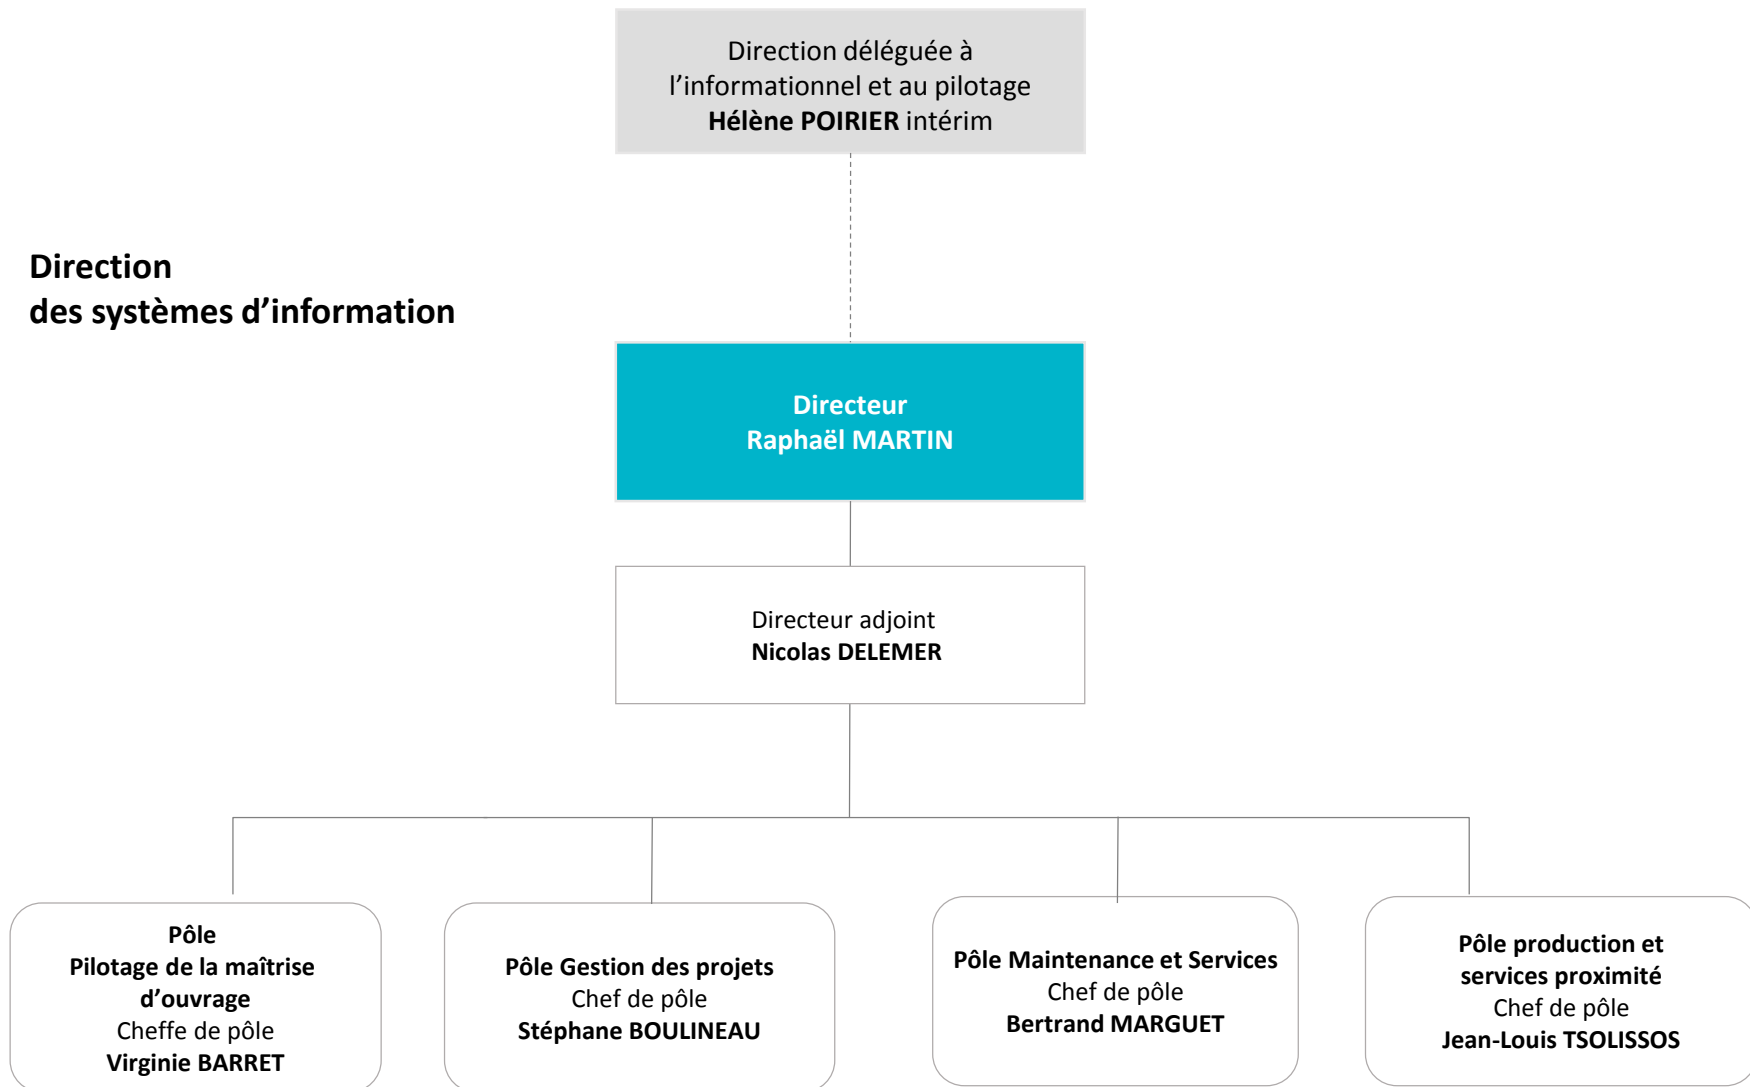 Direction déléguée à
l’informationnel et au pilotage
Hélène POIRIER intérim
Direction
des systèmes d’information
Directeur
Raphaël MARTIN
Directeur adjoint
Nicolas DELEMER
Pôle
Pilotage de la maîtrise
d’ouvrage
Cheffe de pôle
Virginie BARRET
Pôle Gestion des projets
Chef de pôle
Stéphane BOULINEAU
Pôle Maintenance et Services
Chef de pôle
Bertrand MARGUET
Pôle production et
services proximité
Chef de pôle
Jean-Louis TSOLISSOS